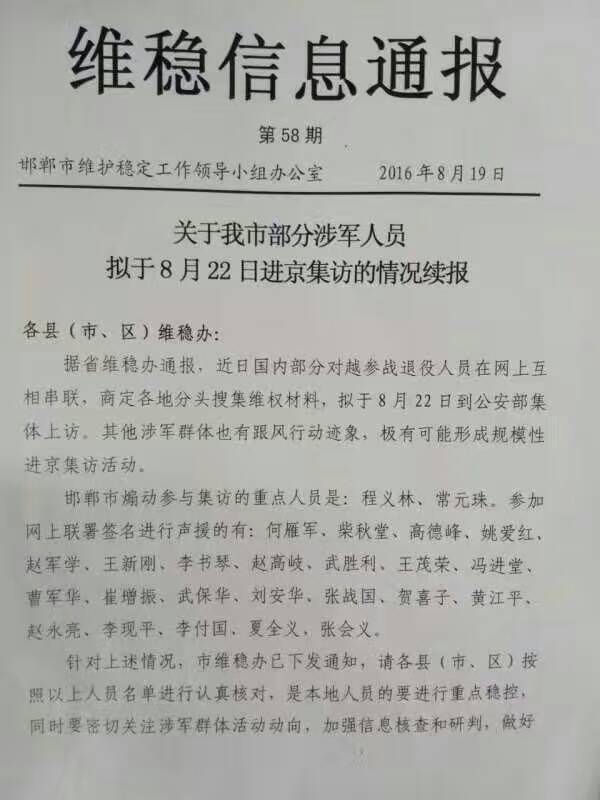 维稳信息通报
第58期
邯郸市维护稳定工作领导小组办公室 2016年8月19日
关于我市部分涉军人员
拟于8月22日进京集访的情况续报
各县（市、区）维稳办：
据省维稳办通报，近日国内部分对越参战退役人员在网上互
相串联，商定各地分头搜集维权材料，拟于8月22日到公安部集
体上访。其他涉军群体也有跟风行动迹象，极有可能形成规模性
进京集访活动。
邯郸市煽动参与集访的重点人员是：程义林、常元珠。参加
网上联署签名进行声援的有：何雁军、柴秋堂、高德峰、姚爱红、
赵军学、王新刚、李书琴、赵高岐、武胜利、王茂荣、冯进堂、
曹军华、崔增振、武保华、刘安华、张战国、贺喜子、黄江平、
赵永亮、李现平、李付国、夏全义，张会义。
针对上述情况，市维稳办已下发通知，请各县（市、区）按
照以上人员名单进行认真核对，是本地人员的要进行重点稳控，
同时要密切关注涉军群体活动动向，加强信息核查和研判，做好